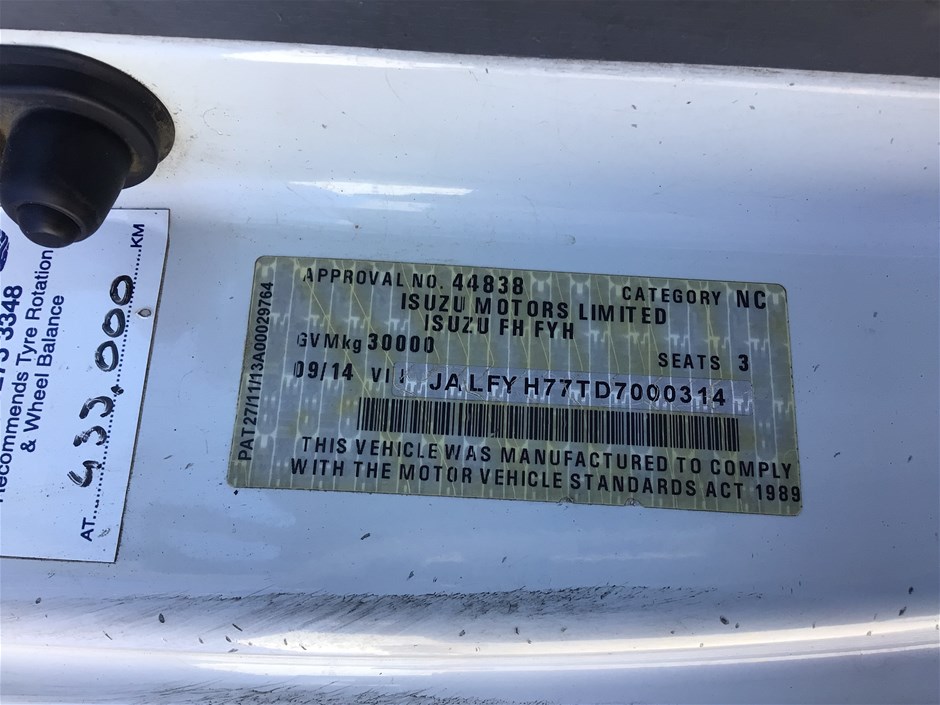 APPROVAL NO. 44838 CATEGORY NC
ISUZU MOTORS LIMITED
ISUZU FH FYH
GVMkg 30000 SEATS 3
09/14 VIN JALFYH77TD7000314
THIS VEHICLE WAS MANUFACTURED TO COMPLY
WITH THE MOTOR VEHICLE STANDARDS ACT 1989
PAT27/11/13A00029764
3348
Recommends Tyre Rotation
& Wheel Balance
AT... ...KM